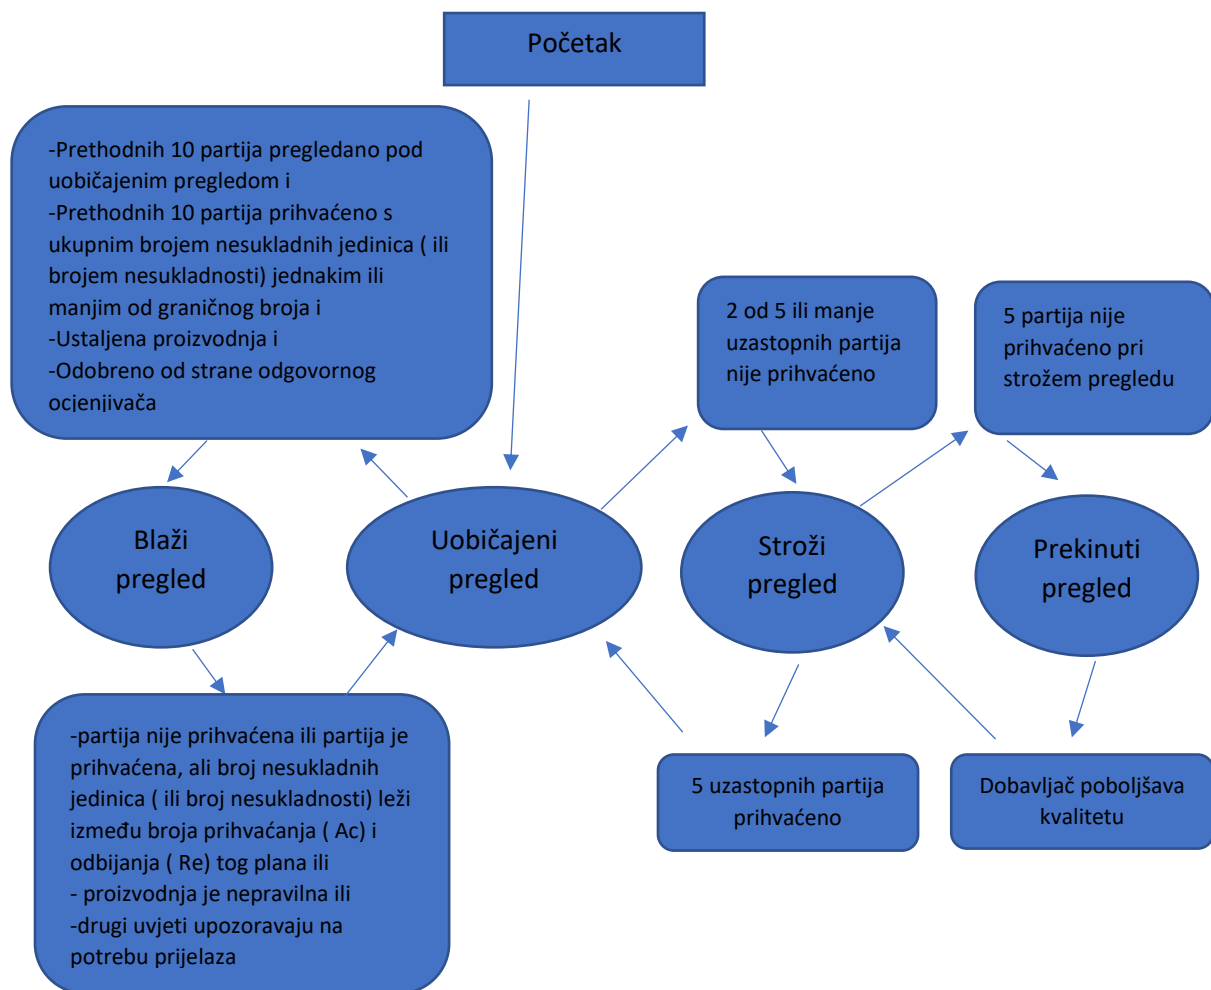 Početak
-Prethodnih 10 partija pregledano pod
uobičajenim pregledom i
-Prethodnih 10 partija prihvaćeno s
ukupnim brojem nesukladnih jedinica ( ili
brojem nesukladnosti) jednakim ili
manjim od graničnog broja i
-Ustaljena proizvodnja i
-Odobreno od strane odgovornog
ocjenjivača
2 od 5 ili manje
uzastopnih partija
nije prihvaćeno
5 partija nije
prihvaćeno pri
strožem pregledu
Blaži
pregled
Uobičajeni
pregled
Stroži
pregled
Prekinuti
pregled
-partija nije prihvaćena ili partija je
prihvaćena, ali broj nesukladnih
jedinica ( ili broj nesukladnosti) leži
između broja prihvaćanja ( Ac) i
odbijanja ( Re) tog plana ili
- proizvodnja je nepravilna ili
-drugi uvjeti upozoravaju na
potrebu prijelaza
5 uzastopnih partija
prihvaćeno
Dobavljač poboljšava
kvalitetu